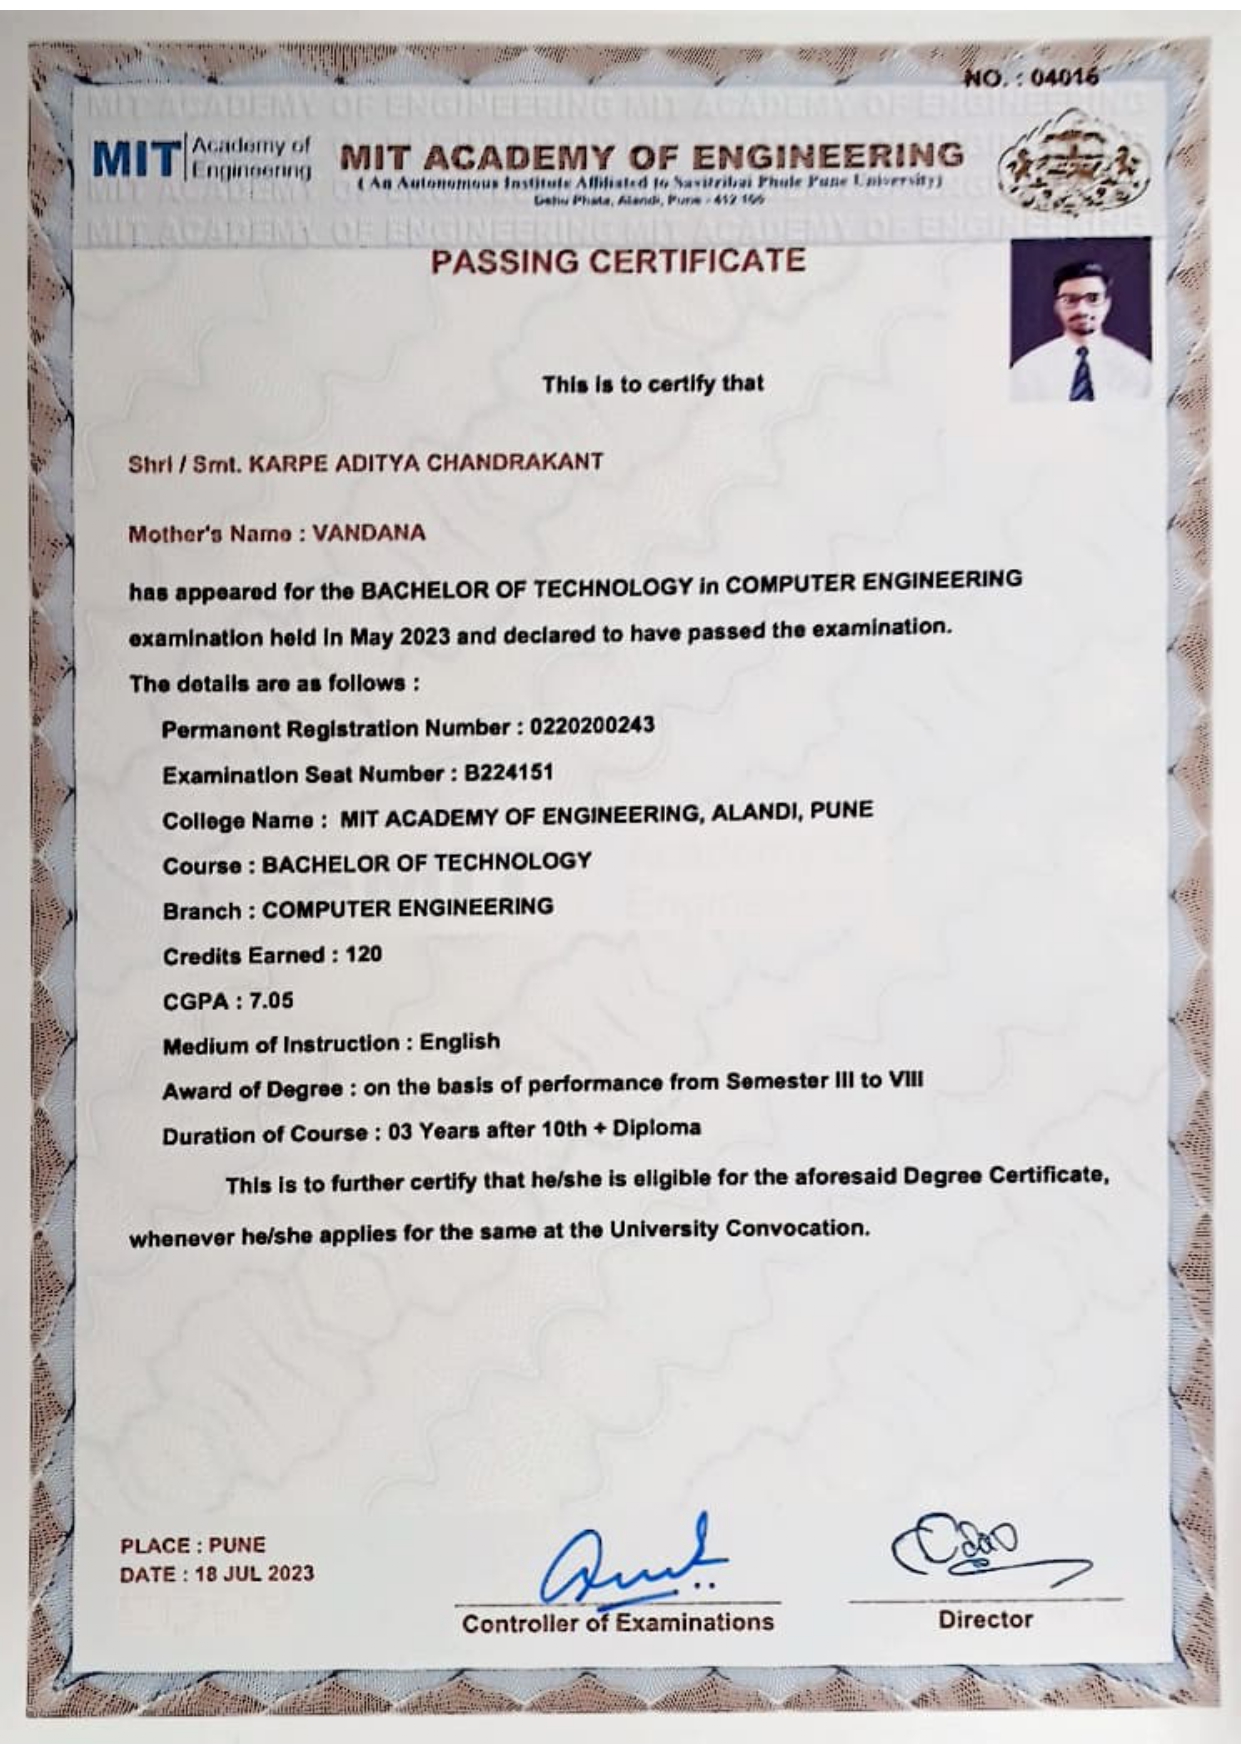 NO. : 04016
MIT Academy of
Engineering
MIT ACADEMY OF ENGINEERING
( An Autonomous Institute Affiliated to Savitribai Phule Pune University)
Dehu Phata, Alandi, Pune - 412 105
PASSING CERTIFICATE
This is to certify that
Shri / Smt. KARPE ADITYA CHANDRAKANT
Mother's Name : VANDANA
has appeared for the BACHELOR OF TECHNOLOGY in COMPUTER ENGINEERING
examination held in May 2023 and declared to have passed the examination.
The details are as follows :
Permanent Registration Number : 0220200243
Examination Seat Number : B224151
College Name : MIT ACADEMY OF ENGINEERING, ALANDI, PUNE
Course : BACHELOR OF TECHNOLOGY
Branch : COMPUTER ENGINEERING
Credits Earned : 120
CGPA : 7.05
Medium of Instruction : English
Award of Degree : on the basis of performance from Semester III to VIII
Duration of Course : 03 Years after 10th + Diploma
This is to further certify that he/she is eligible for the aforesaid Degree Certificate,
whenever he/she applies for the same at the University Convocation.
PLACE : PUNE
DATE : 18 JUL 2023
Controller of Examinations
Director